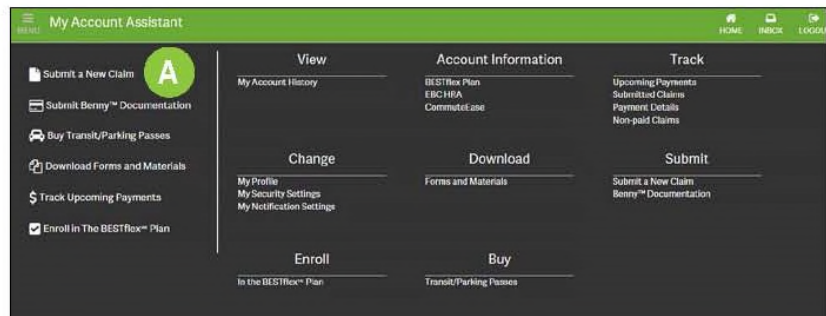 MENU
My Account Assistant
HOME
INBOX
LOGOUT
Submit a New Claim
A
Submit Benny™ Documentation
Buy Transit/Parking Passes
Download Forms and Materials
Track Upcoming Payments
Enroll in The BESTflex℠ Plan
View
My Account History
Account Information
BESTflex Plan
EBC HRA
CommuteEase
Track
Upcoming Payments
Submitted Claims
Payment Details
Non-paid Claims
Change
My Profile
My Security Settings
My Notification Settings
Download
Forms and Materials
Submit
Submit a New Claim
Benny™ Documentation
Enroll
In the BESTflex℠ Plan
Buy
Transit/Parking Passes